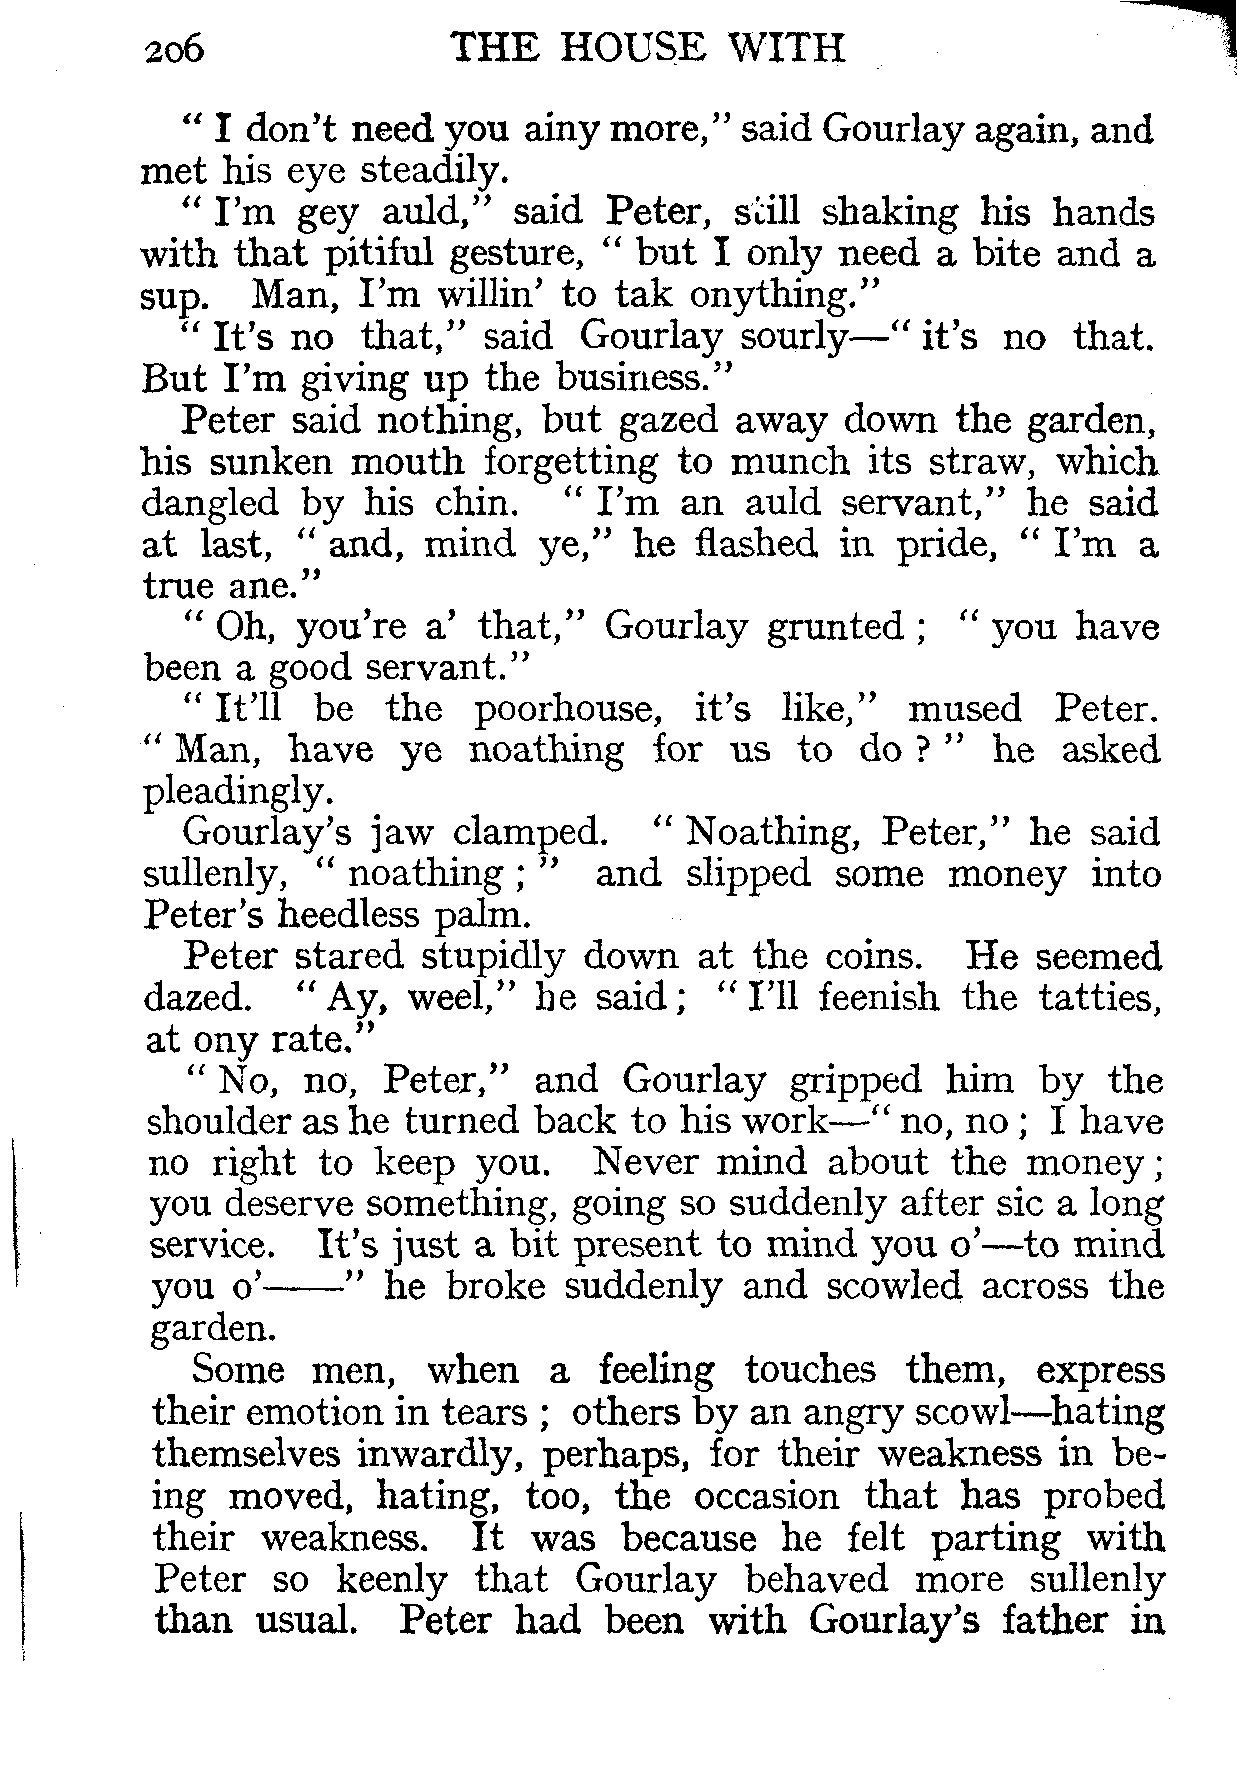 206 THE HOUSE WITH
" I don't need you ainy more," said Gourlay again, and
met his eye steadily.
" I'm gey auld," said Peter, still shaking his hands
with that pitiful gesture, " but I only need a bite and a
sup. Man, I'm willin' to tak onything."
" It's no that," said Gourlay sourly—" it's no that.
But I'm giving up the business."
Peter said nothing, but gazed away down the garden,
his sunken mouth forgetting to munch its straw, which
dangled by his chin. " I'm an auld servant," he said
at last, " and, mind ye," he flashed in pride, " I'm a
true ane."
" Oh, you're a' that," Gourlay grunted ; " you have
been a good servant."
" It'll be the poorhouse, it's like," mused Peter.
" Man, have ye noathing for us to do ? " he asked
pleadingly.
Gourlay's jaw clamped. " Noathing, Peter," he said
sullenly, " noathing ; " and slipped some money into
Peter's heedless palm.
Peter stared stupidly down at the coins. He seemed
dazed. " Ay, weel," he said ; " I'll feenish the tatties,
at ony rate."
" No, no, Peter," and Gourlay gripped him by the
shoulder as he turned back to his work—" no, no ; I have
no right to keep you. Never mind about the money ;
you deserve something, going so suddenly after sic a long
service. It's just a bit present to mind you o'—to mind
you o'——" he broke suddenly and scowled across the
garden.
Some men, when a feeling touches them, express
their emotion in tears ; others by an angry scowl—hating
themselves inwardly, perhaps, for their weakness in be-
ing moved, hating, too, the occasion that has probed
their weakness. It was because he felt parting with
Peter so keenly that Gourlay behaved more sullenly
than usual. Peter had been with Gourlay's father in